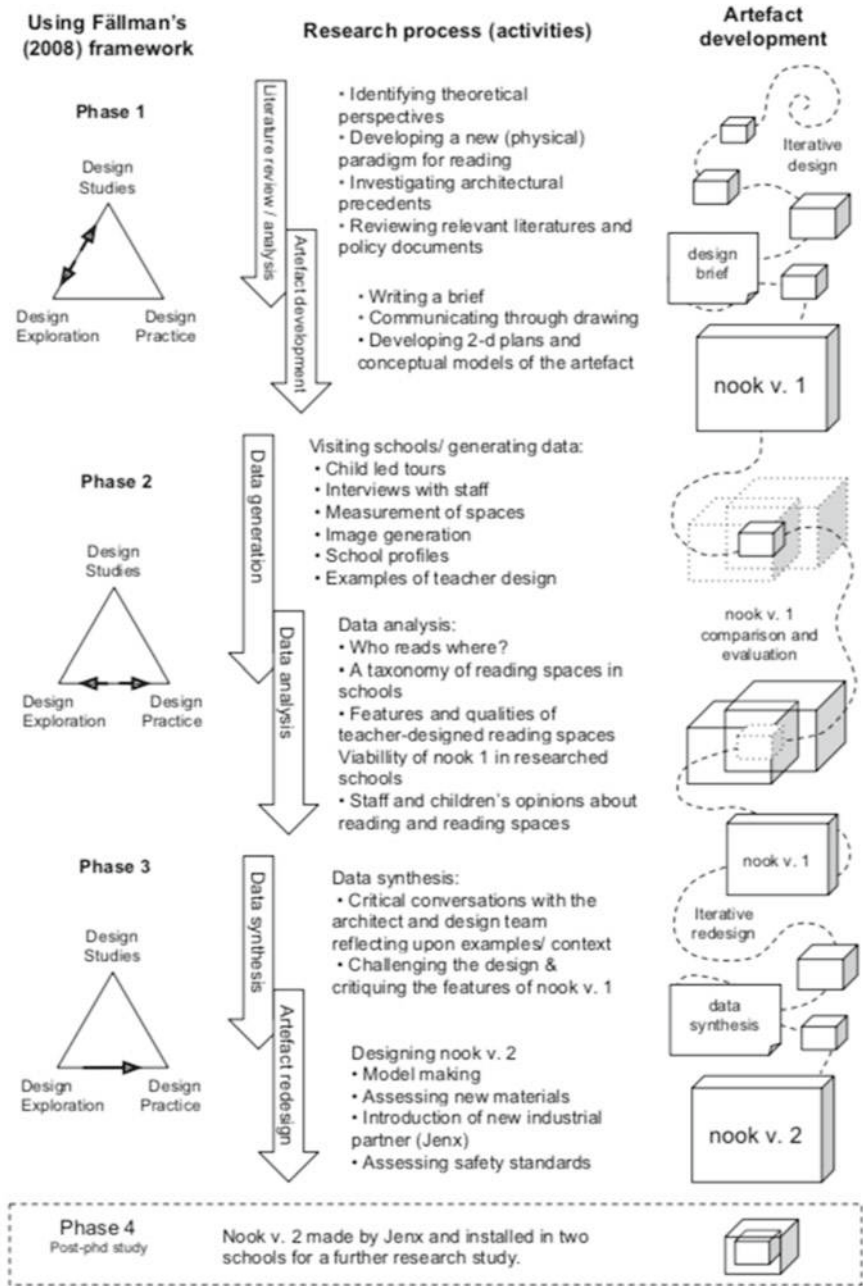 Using Fällman's
(2008) framework
Research process (activities)
Artefact
development
Phase 1
Design
Studies
Design
Exploration
Design
Practice
Literature review / analysis
Artefact development
• Identifying theoretical
perspectives
• Developing a new (physical)
paradigm for reading
• Investigating architectural
precedents
• Reviewing relevant literatures and
policy documents
• Writing a brief
• Communicating through drawing
• Developing 2-d plans and
conceptual models of the artefact
Iterative
design
design
brief
nook v. 1
Phase 2
Design
Studies
Design
Exploration
Design
Practice
Data generation
Data analysis
Visiting schools/ generating data:
• Child led tours
• Interviews with staff
• Measurement of spaces
• Image generation
• School profiles
• Examples of teacher design
Data analysis:
• Who reads where?
• A taxonomy of reading spaces in
schools
• Features and qualities of
teacher-designed reading spaces
Viabillity of nook 1 in researched
schools
• Staff and children's opinions about
reading and reading spaces
nook v. 1
comparison and
evaluation
nook v. 1
Phase 3
Design
Studies
Design
Exploration
Design
Practice
Data synthesis
Artefact redesign
Data synthesis:
• Critical conversations with the
architect and design team
reflecting upon examples/ context
• Challenging the design &
critiquing the features of nook v. 1
Designing nook v. 2
• Model making
• Assessing new materials
• Introduction of new industrial
partner (Jenx)
• Assessing safety standards
Iterative
redesign
data
synthesis
nook v. 2
Phase 4
Post-phd study
Nook v. 2 made by Jenx and installed in two
schools for a further research study.